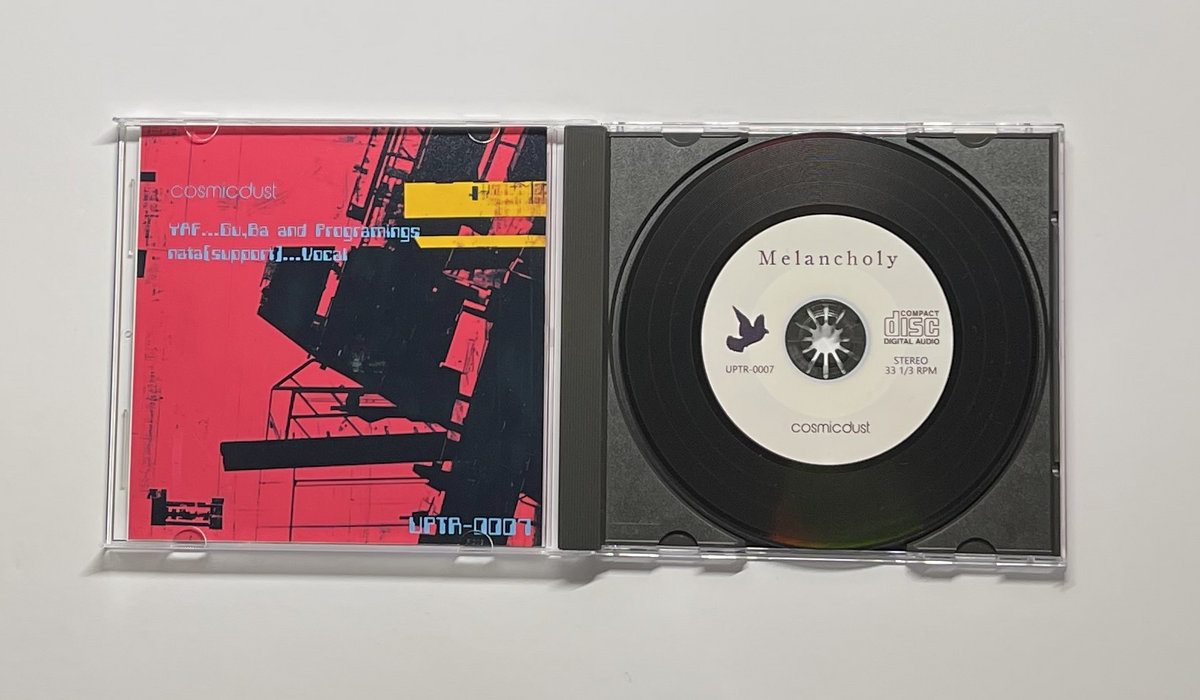 cosmicdust
YAF...Gu,Ba and Programings
nata(support)...Vocal
UPTR-0007
Melancholy
COMPACT
disc
DIGITAL AUDIO
UPTR-0007
STEREO
33 1/3 RPM
cosmicdust